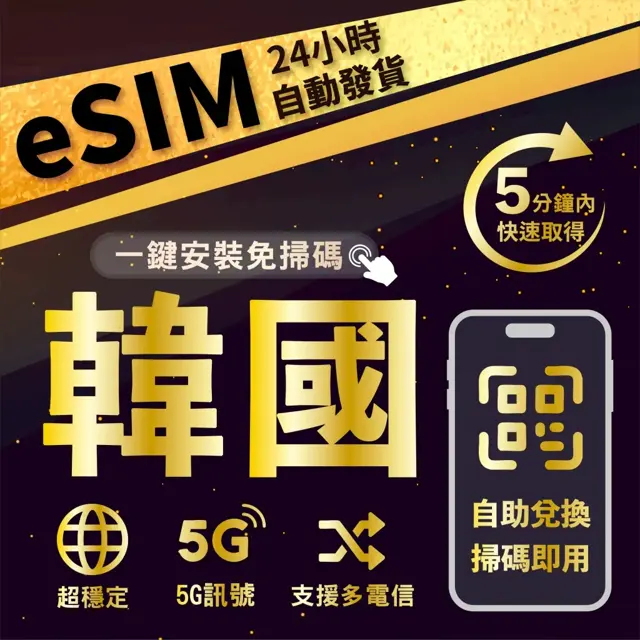 eSIM
24小時
自動發貨
5分鐘內
快速取得
一鍵安裝免掃碼
韓國
自助兌換
掃碼即用
超穩定
5G
5G訊號
支援多電信